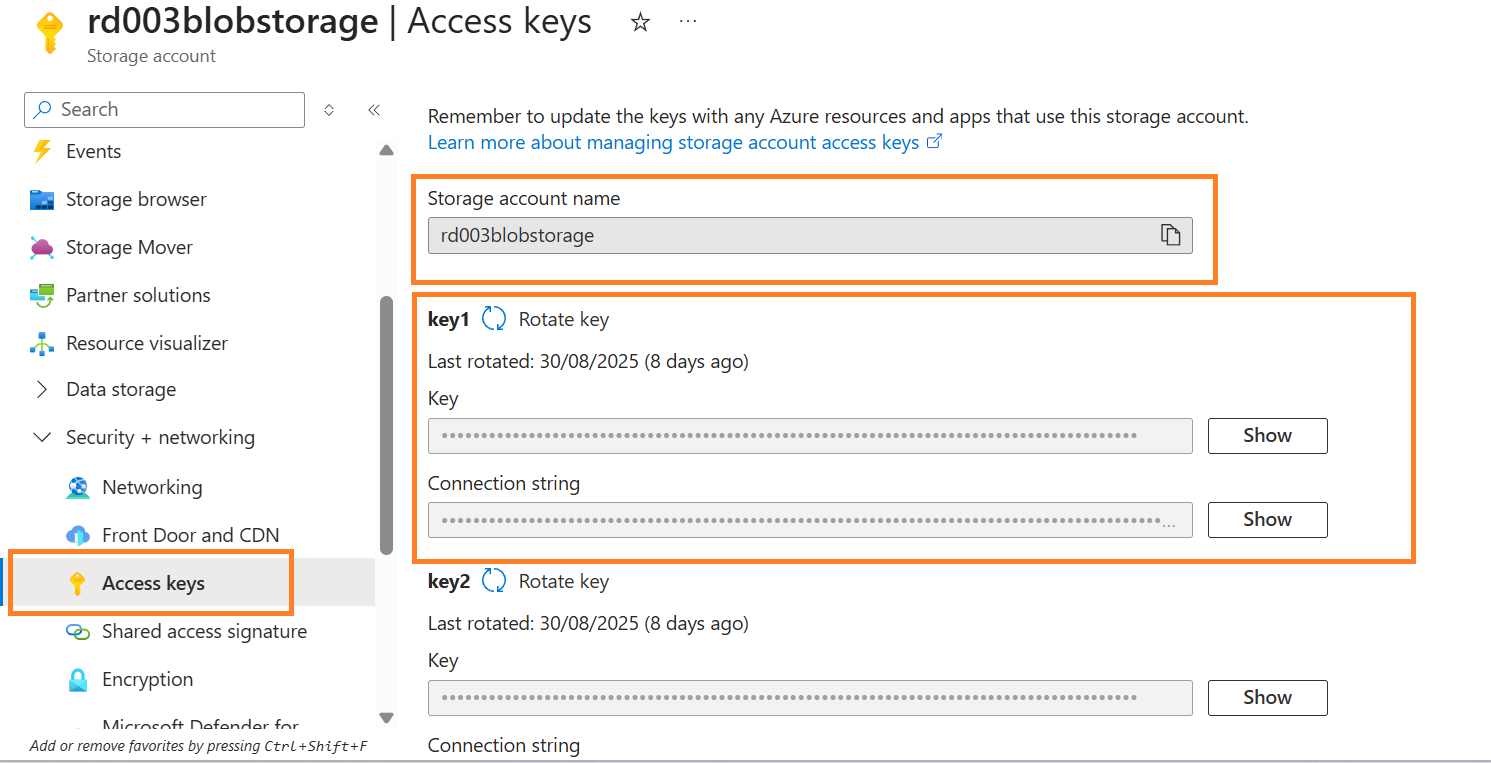 rd003blobstorage | Access keys
Storage account
Search
Events
Storage browser
Storage Mover
Partner solutions
Resource visualizer
Data storage
Security + networking
Networking
Front Door and CDN
Access keys
Shared access signature
Encryption
Microsoft Defender for
Add or remove favorites by pressing Ctrl+Shift+F
Remember to update the keys with any Azure resources and apps that use this storage account.
Learn more about managing storage account access keys
Storage account name
rd003blobstorage
key1 Rotate key
Last rotated: 30/08/2025 (8 days ago)
Key
Show
Connection string
... Show
key2 Rotate key
Last rotated: 30/08/2025 (8 days ago)
Key
Show
Connection string